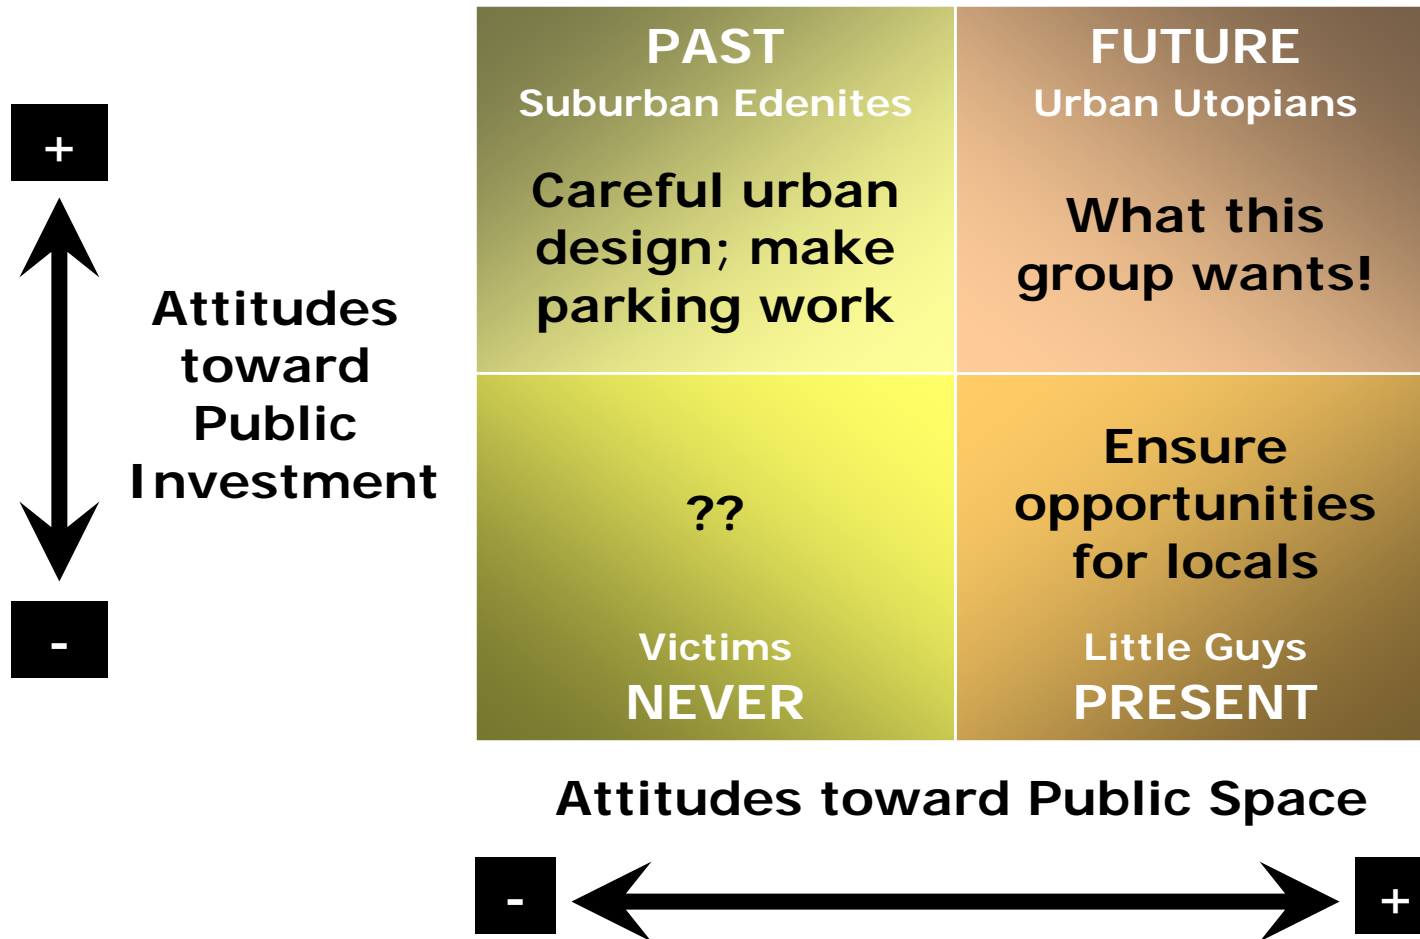 PAST
Suburban Edenites
Careful urban
design; make
parking work
FUTURE
Urban Utopians
What this
group wants!
+
Attitudes
toward
Public
Investment
-
??
Victims
NEVER
Ensure
opportunities
for locals
Little Guys
PRESENT
Attitudes toward Public Space
-
+